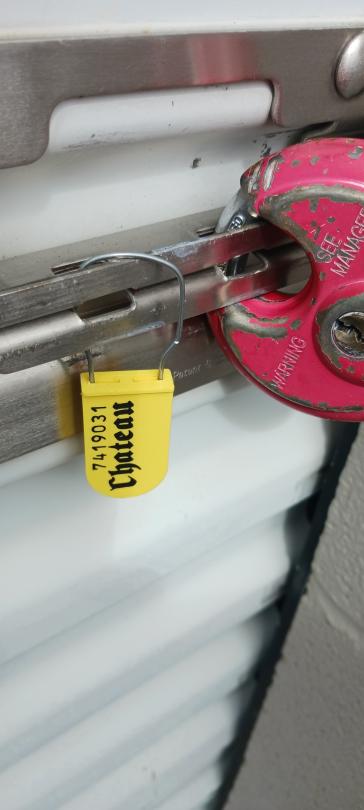 SEE
MANAGER
WARNING
7419031
Chateau